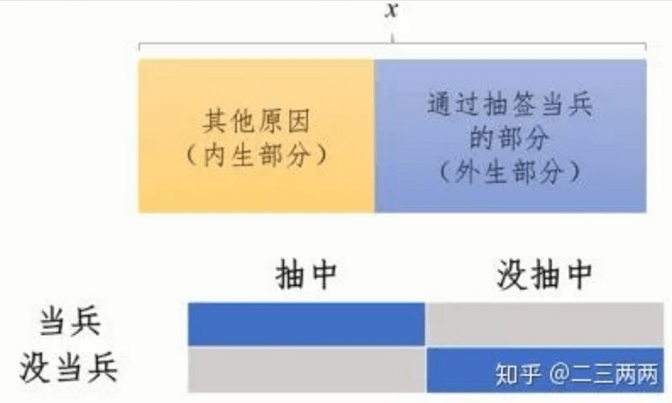 x
其他原因
（内生部分）
通过抽签当兵
的部分
（外生部分）
抽中 没抽中
当兵
没当兵
知乎 @二三两两